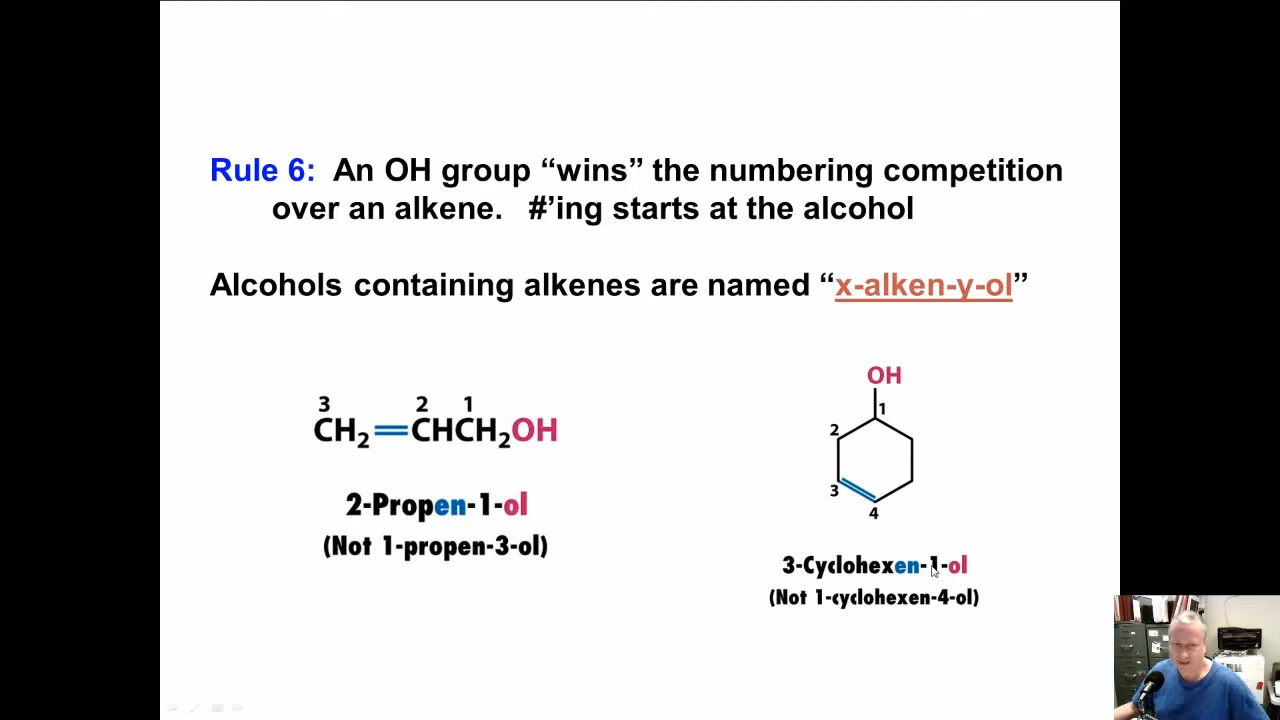 Rule 6: An OH group “wins” the numbering competition
over an alkene. #’ing starts at the alcohol
Alcohols containing alkenes are named “x-alken-y-ol”
3 2 1
CH₂=CHCH₂OH
2-Propen-1-ol
(Not 1-propen-3-ol)
OH
1
2
3
4
3-Cyclohexen-1-ol
(Not 1-cyclohexen-4-ol)